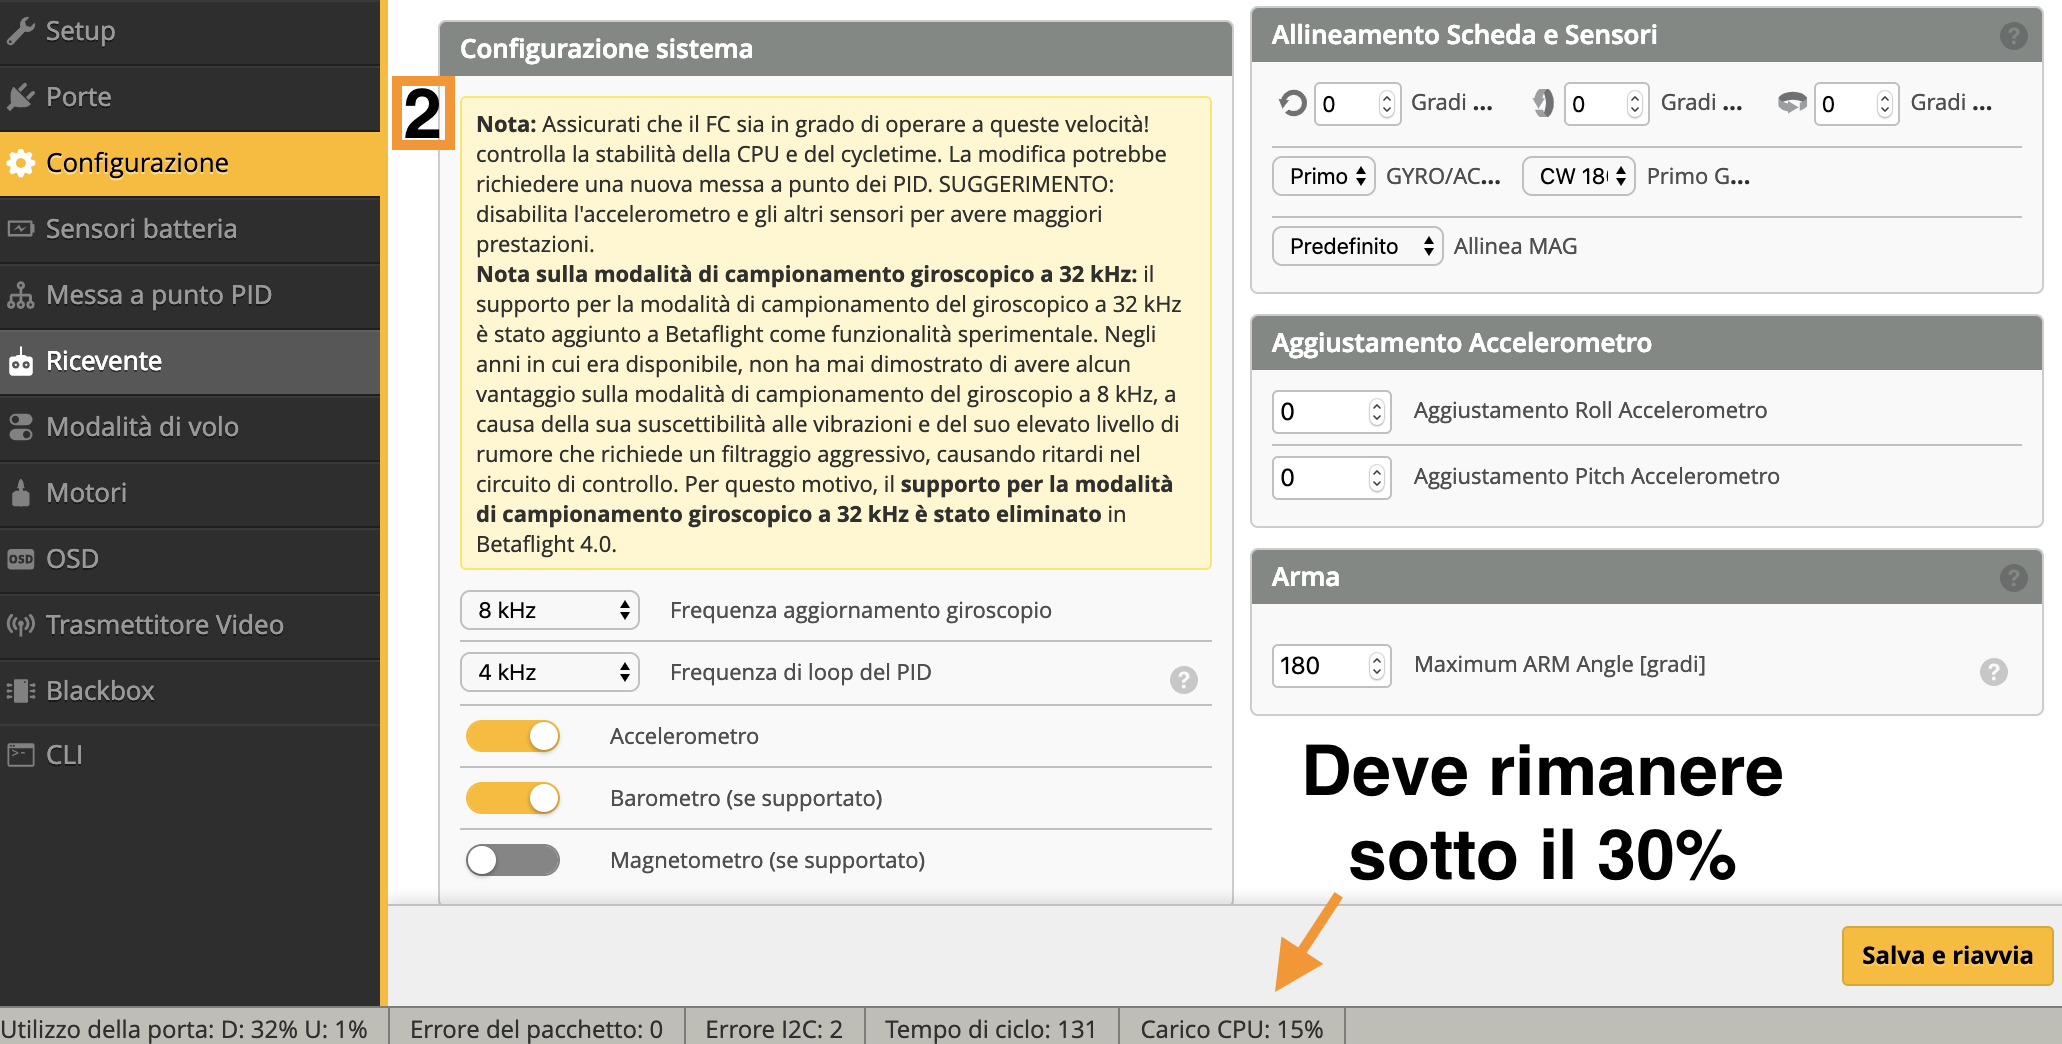 Setup
Porte
Configurazione
Sensori batteria
Messa a punto PID
Ricevente
Modalità di volo
Motori
OSD
OSD
Trasmettitore Video
Blackbox
CLI
Configurazione sistema
2
Nota: Assicurati che il FC sia in grado di operare a queste velocità!
controlla la stabilità della CPU e del cycletime. La modifica potrebbe
richiedere una nuova messa a punto dei PID. SUGGERIMENTO:
disabilita l'accelerometro e gli altri sensori per avere maggiori
prestazioni.
Nota sulla modalità di campionamento giroscopico a 32 kHz: il
supporto per la modalità di campionamento del giroscopico a 32 kHz
è stato aggiunto a Betaflight come funzionalità sperimentale. Negli
anni in cui era disponibile, non ha mai dimostrato di avere alcun
vantaggio sulla modalità di campionamento del giroscopio a 8 kHz, a
causa della sua suscettibilità alle vibrazioni e del suo elevato livello di
rumore che richiede un filtraggio aggressivo, causando ritardi nel
circuito di controllo. Per questo motivo, il supporto per la modalità
di campionamento giroscopico a 32 kHz è stato eliminato in
Betaflight 4.0.
8 kHz Frequenza aggiornamento giroscopio
4 kHz Frequenza di loop del PID ?
Accelerometro
Barometro (se supportato)
Magnetometro (se supportato)
Allineamento Scheda e Sensori ?
0 Gradi ... 0 Gradi ... 0 Gradi ...
Primo GYRO/AC... CW 18 Primo G...
Predefinito Allinea MAG
Aggiustamento Accelerometro
0 Aggiustamento Roll Accelerometro
0 Aggiustamento Pitch Accelerometro
Arma ?
180 Maximum ARM Angle [gradi] ?
Deve rimanere
sotto il 30%
Salva e riavvia
Utilizzo della porta: D: 32% U: 1% Errore del pacchetto: 0 Errore I2C: 2 Tempo di ciclo: 131 Carico CPU: 15%